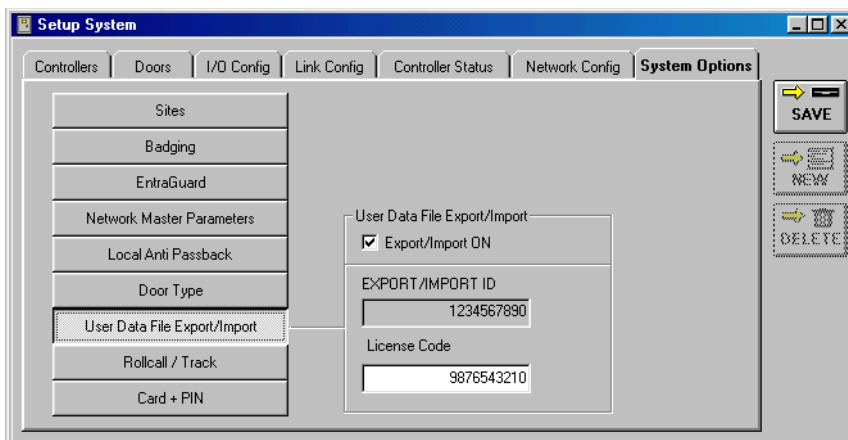 Setup System
Controllers Doors I/O Config Link Config Controller Status Network Config System Options
SAVE
NEW
DELETE
Sites
Badging
EntraGuard
Network Master Parameters
Local Anti Passback
Door Type
User Data File Export/Import
Rollcall / Track
Card + PIN
User Data File Export/Import
Export/Import ON
EXPORT/IMPORT ID
1234567890
License Code
9876543210